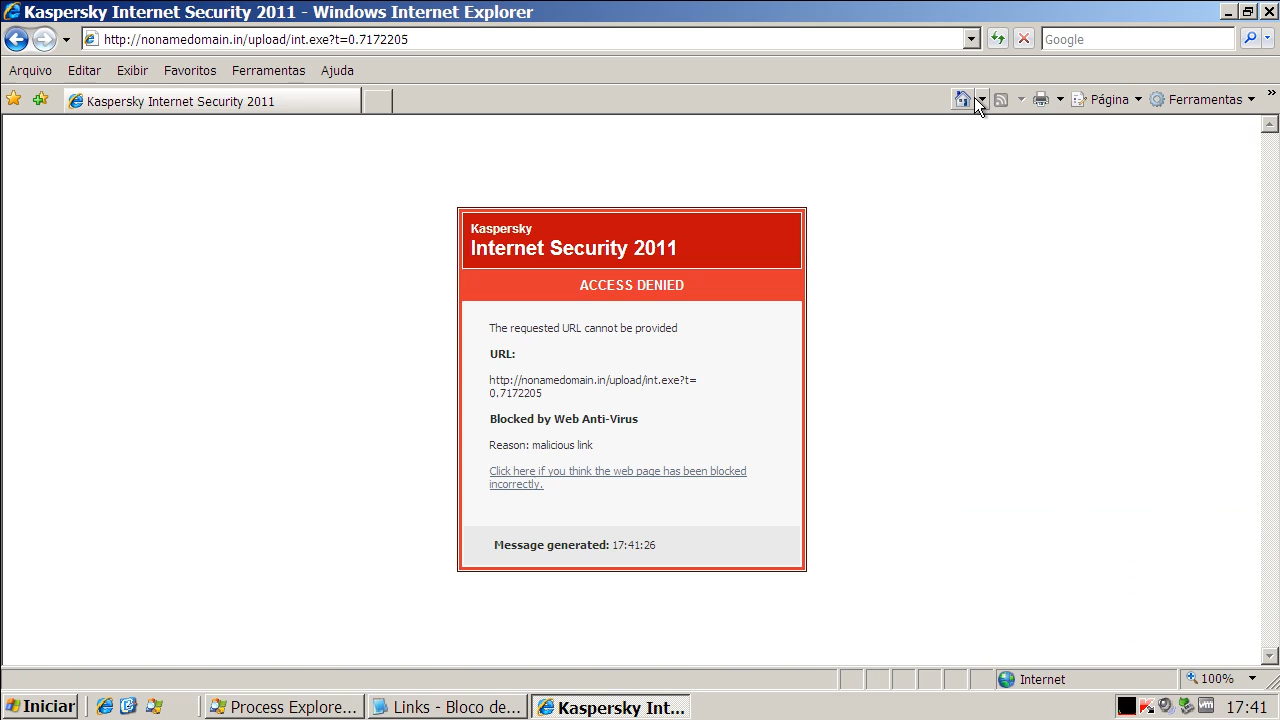 Kaspersky Internet Security 2011 - Windows Internet Explorer
http://nonamedomain.in/upload/int.exe?t=0.7172205
Google
Arquivo Editar Exibir Favoritos Ferramentas Ajuda
Kaspersky Internet Security 2011
Página Ferramentas »
Kaspersky
Internet Security 2011
ACCESS DENIED
The requested URL cannot be provided
URL:
http://nonamedomain.in/upload/int.exe?t=
0.7172205
Blocked by Web Anti-Virus
Reason: malicious link
Click here if you think the web page has been blocked
incorrectly.
Message generated: 17:41:26
Internet 100%
Iniciar Process Explore... Links - Bloco de... Kaspersky Int... 17:41